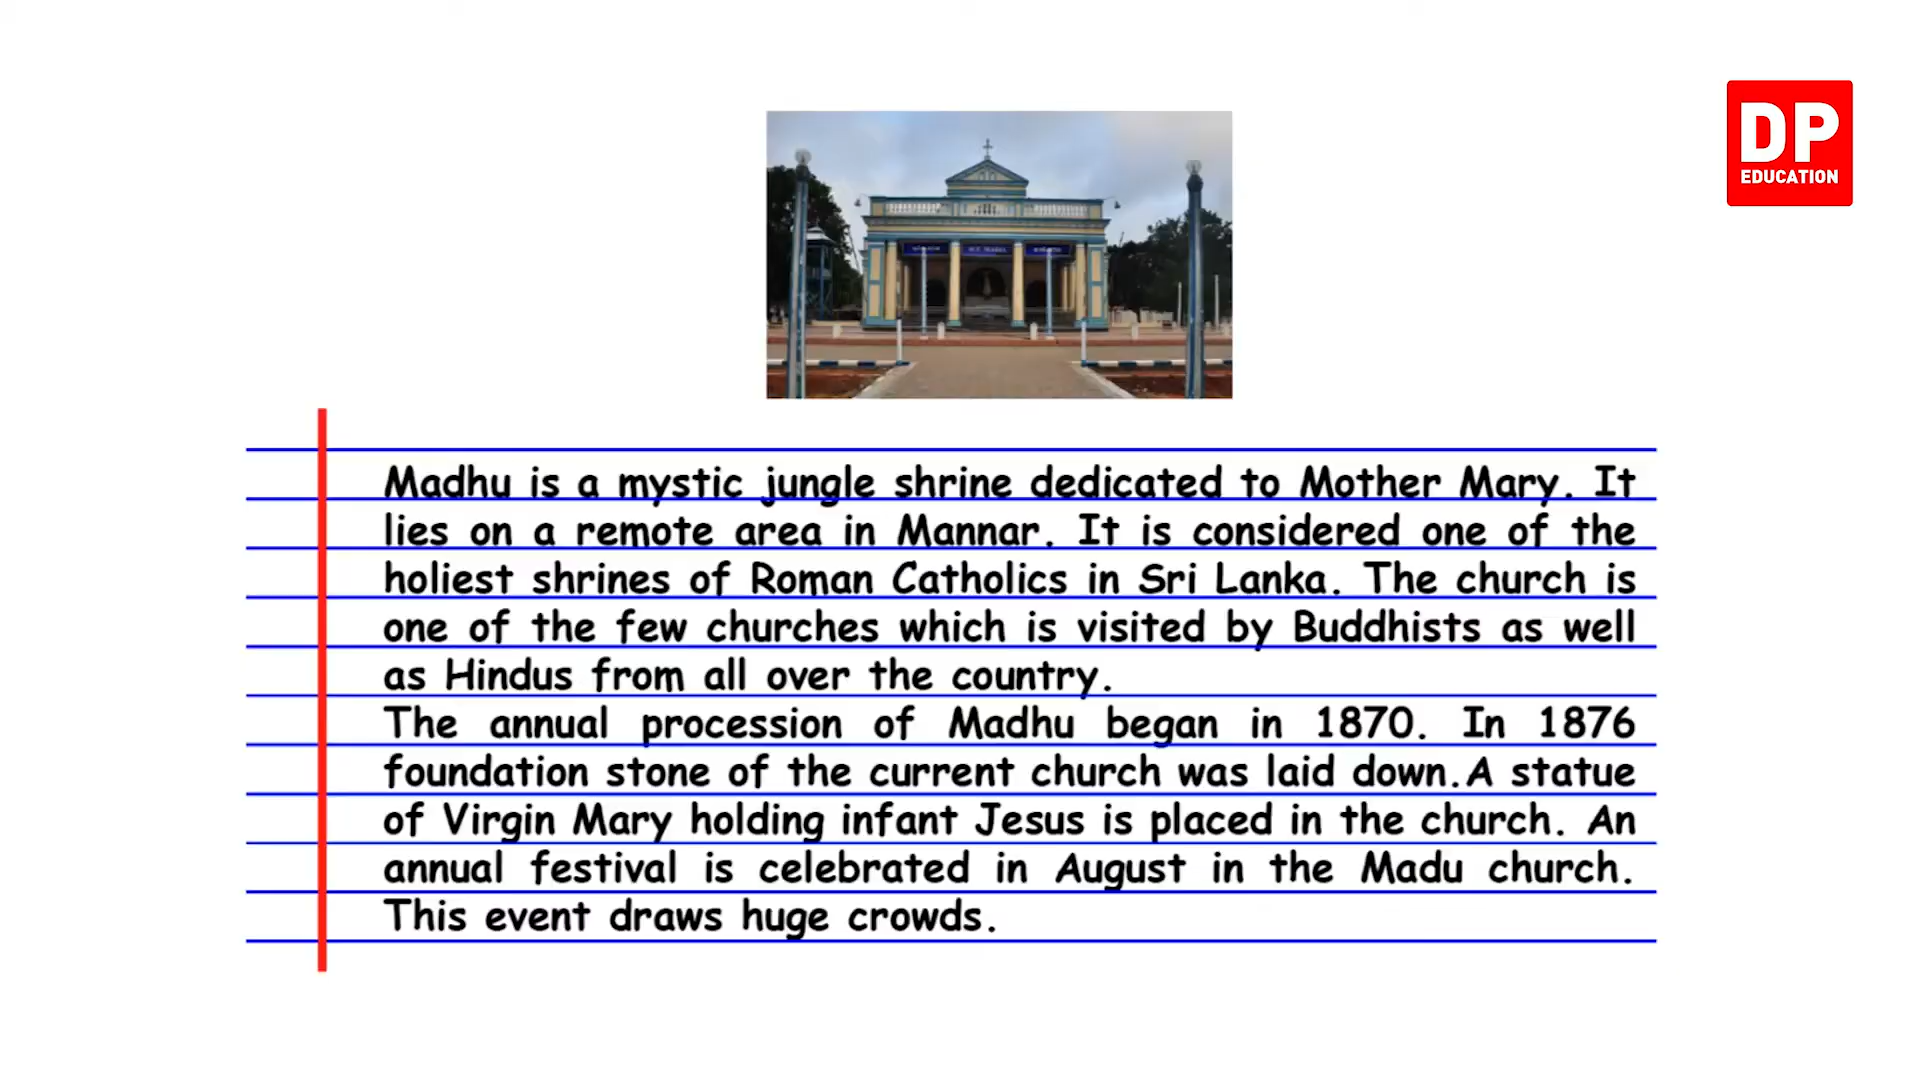 DP
EDUCATION
Madhu is a mystic jungle shrine dedicated to Mother Mary. It
lies on a remote area in Mannar. It is considered one of the
holiest shrines of Roman Catholics in Sri Lanka. The church is
one of the few churches which is visited by Buddhists as well
as Hindus from all over the country.
The annual procession of Madhu began in 1870. In 1876
foundation stone of the current church was laid down.A statue
of Virgin Mary holding infant Jesus is placed in the church. An
annual festival is celebrated in August in the Madu church.
This event draws huge crowds.